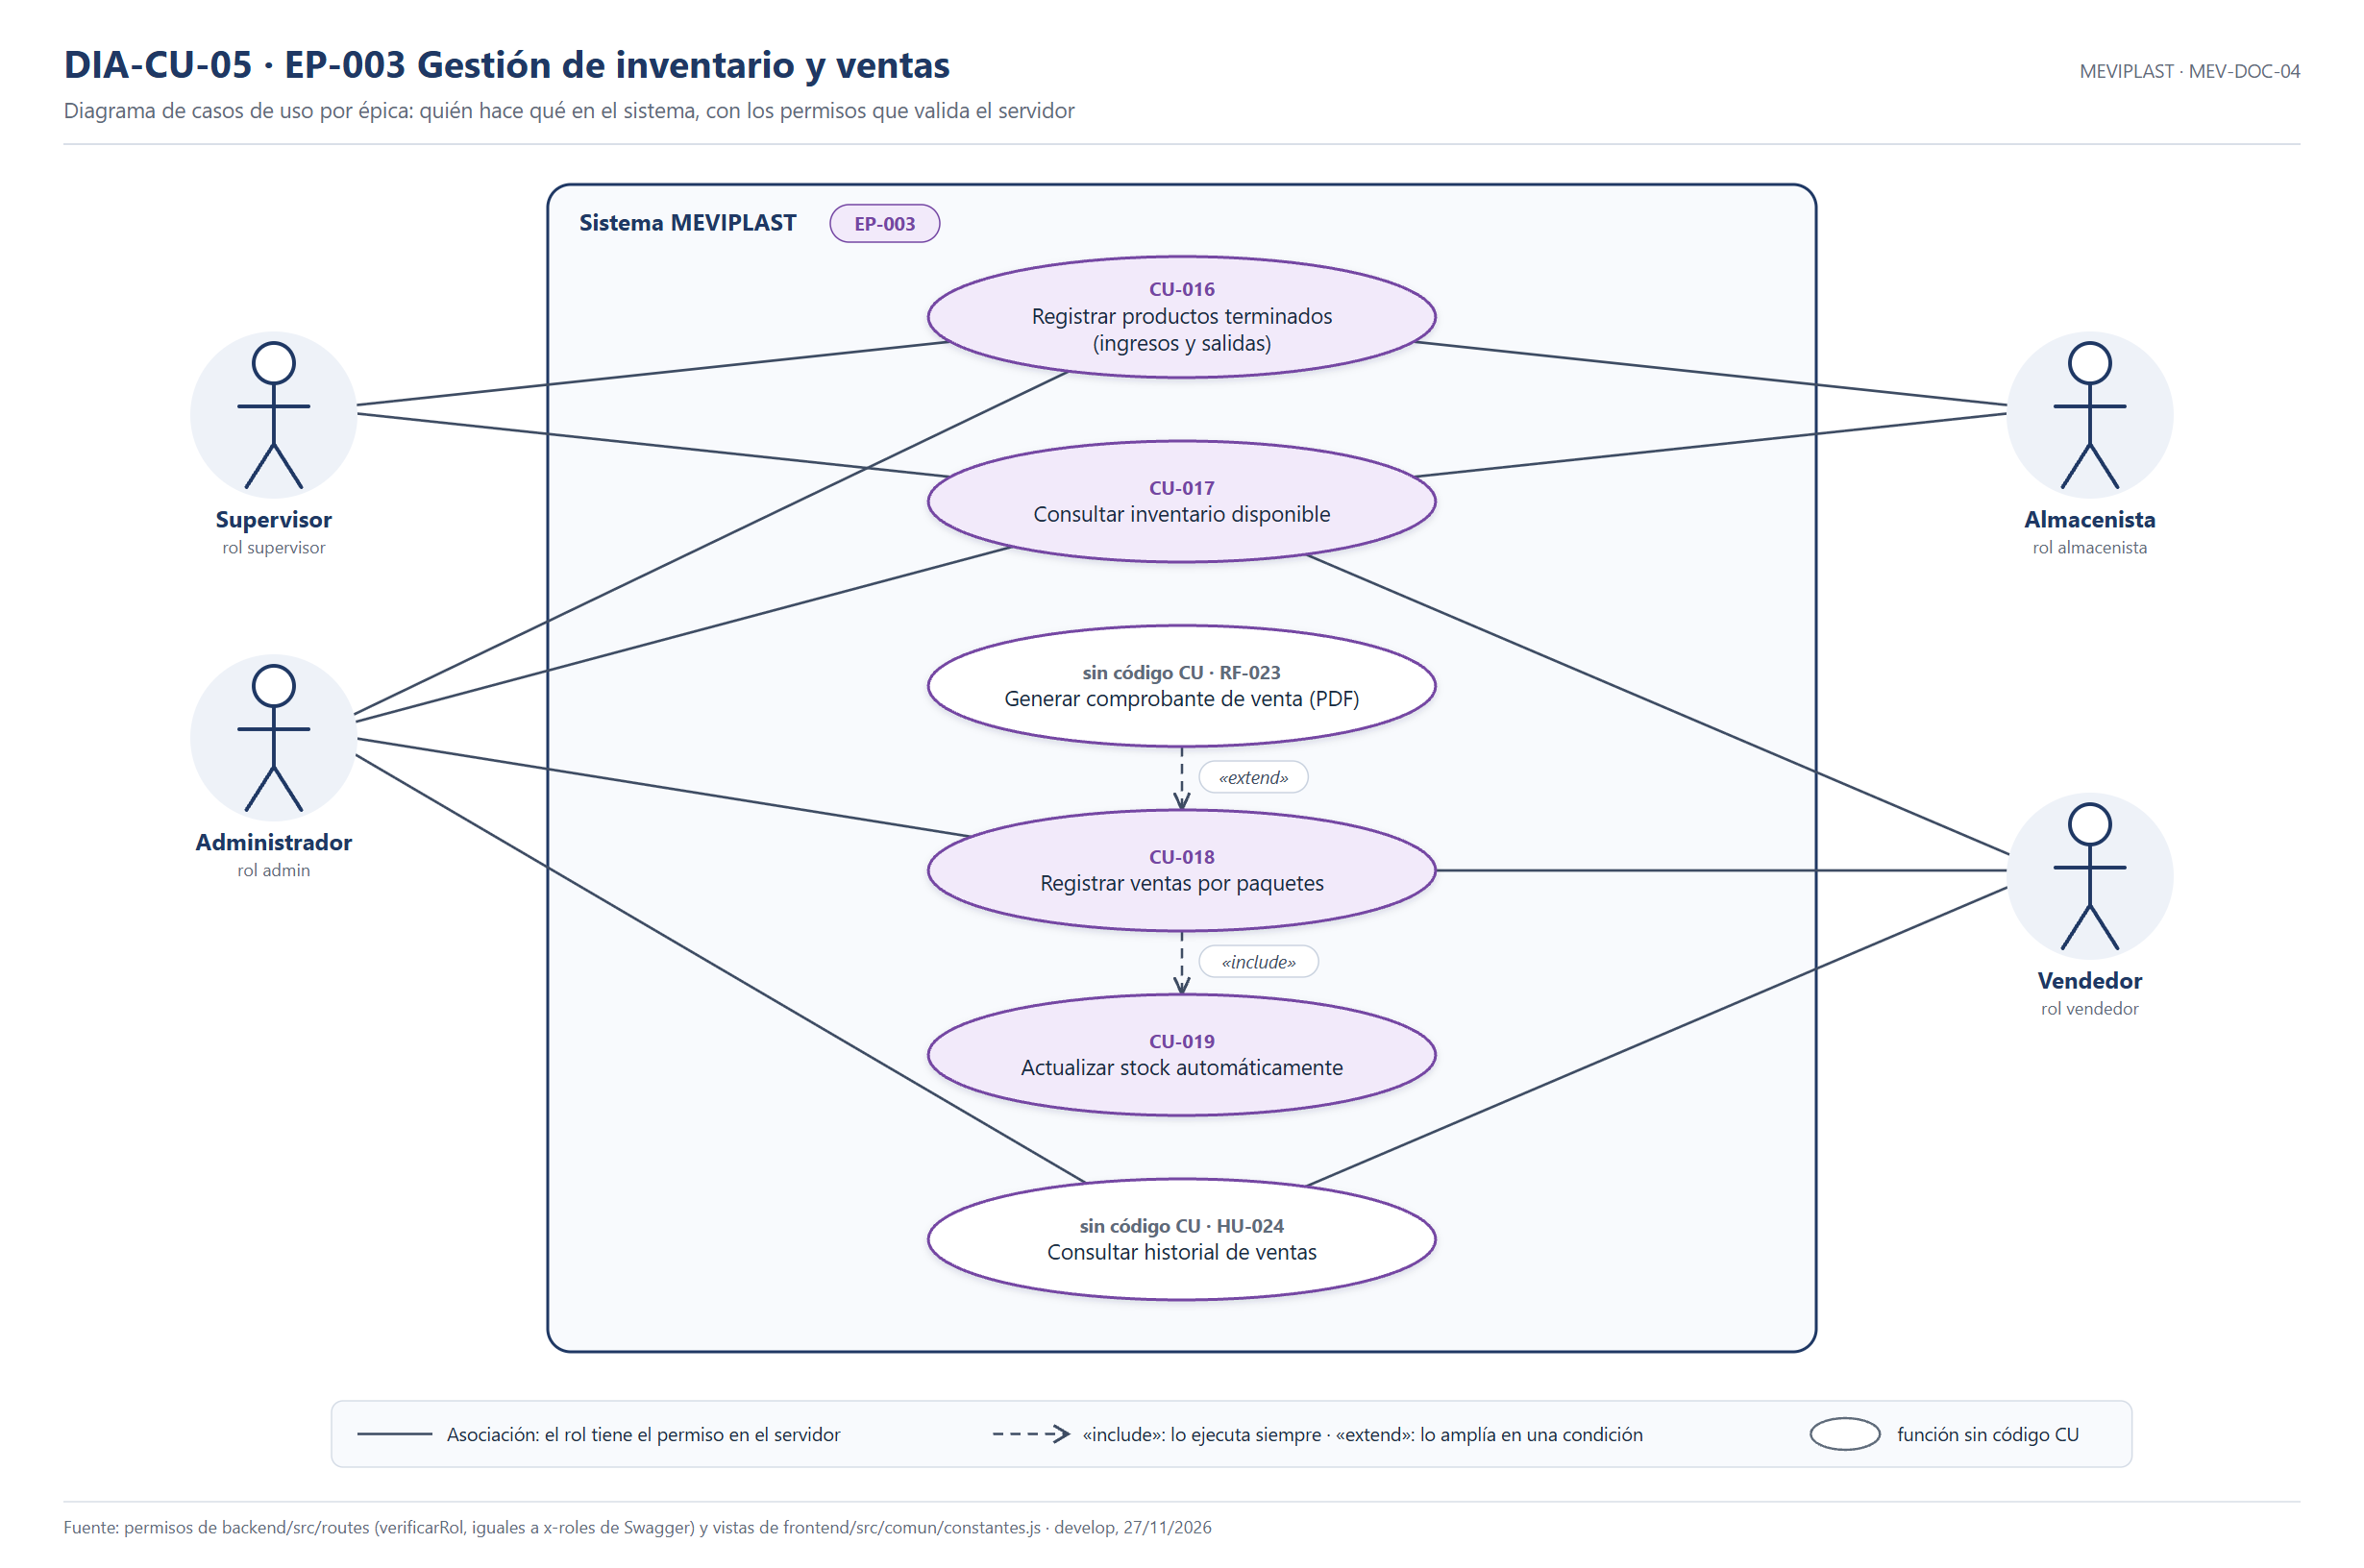 DIA-CU-05 · EP-003 Gestión de inventario y ventas
MEVIPLAST · MEV-DOC-04
Diagrama de casos de uso por épica: quién hace qué en el sistema, con los permisos que valida el servidor
Sistema MEVIPLAST
EP-003
CU-016
Registrar productos terminados
(ingresos y salidas)
Supervisor
rol supervisor
Almacenista
rol almacenista
CU-017
Consultar inventario disponible
sin código CU · RF-023
Generar comprobante de venta (PDF)
«extend»
Administrador
rol admin
CU-018
Registrar ventas por paquetes
«include»
Vendedor
rol vendedor
CU-019
Actualizar stock automáticamente
sin código CU · HU-024
Consultar historial de ventas
Asociación: el rol tiene el permiso en el servidor
«include»: lo ejecuta siempre · «extend»: lo amplía en una condición
función sin código CU
Fuente: permisos de backend/src/routes (verificarRol, iguales a x-roles de Swagger) y vistas de frontend/src/comun/constantes.js · develop, 27/11/2026